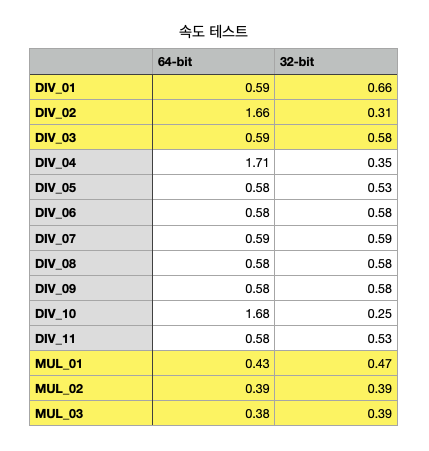 속도 테스트
64-bit 32-bit
DIV_01 0.59 0.66
DIV_02 1.66 0.31
DIV_03 0.59 0.58
DIV_04 1.71 0.35
DIV_05 0.58 0.53
DIV_06 0.58 0.58
DIV_07 0.59 0.59
DIV_08 0.58 0.58
DIV_09 0.58 0.58
DIV_10 1.68 0.25
DIV_11 0.58 0.53
MUL_01 0.43 0.47
MUL_02 0.39 0.39
MUL_03 0.38 0.39